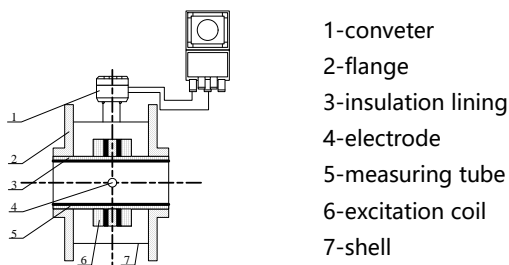 1-conveter
2-flange
3-insulation lining
4-electrode
5-measuring tube
6-excitation coil
7-shell
1
2
3
4
5
6
7